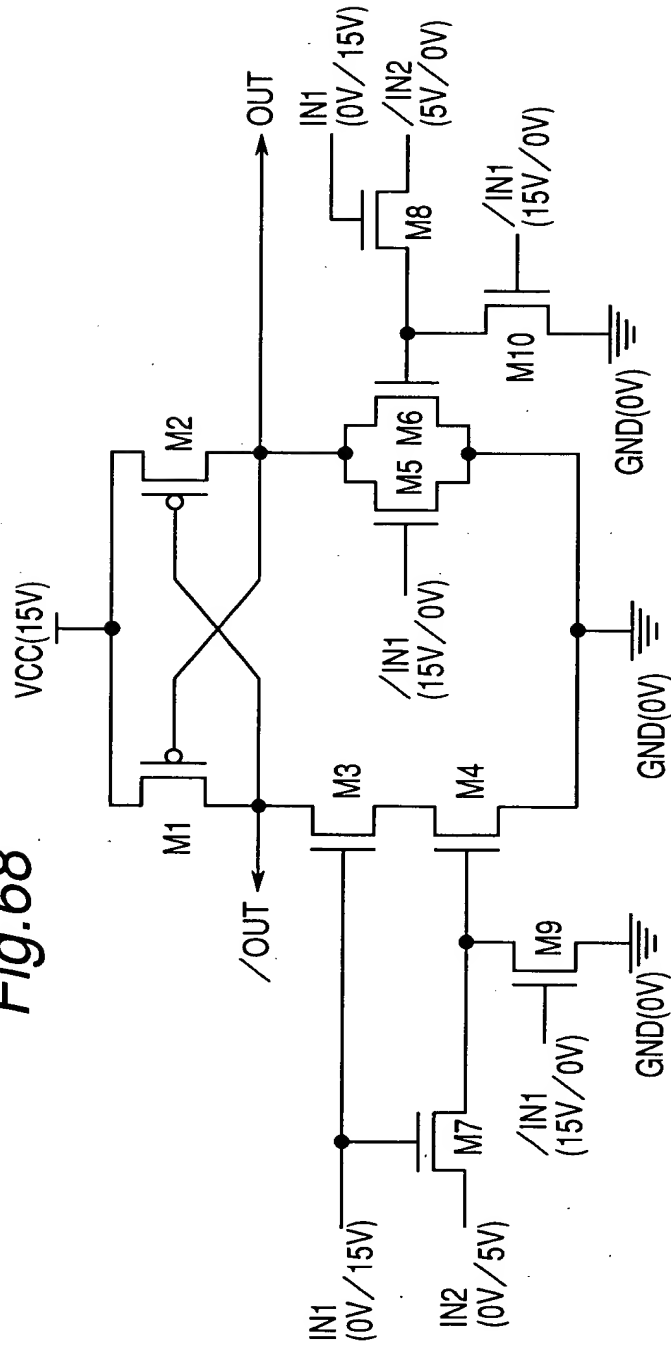 Fig.68
VCC(15V)
M1
M2
/OUT
OUT
M3
M4
M5
M6
/IN1
(15V/0V)
IN1
(0V/15V)
/IN2
(5V/0V)
M8
/IN1
(15V/0V)
M10
GND(0V)
IN1
(0V/15V)
IN2
(0V/5V)
M7
/IN1
(15V/0V)
M9
GND(0V)
GND(0V)